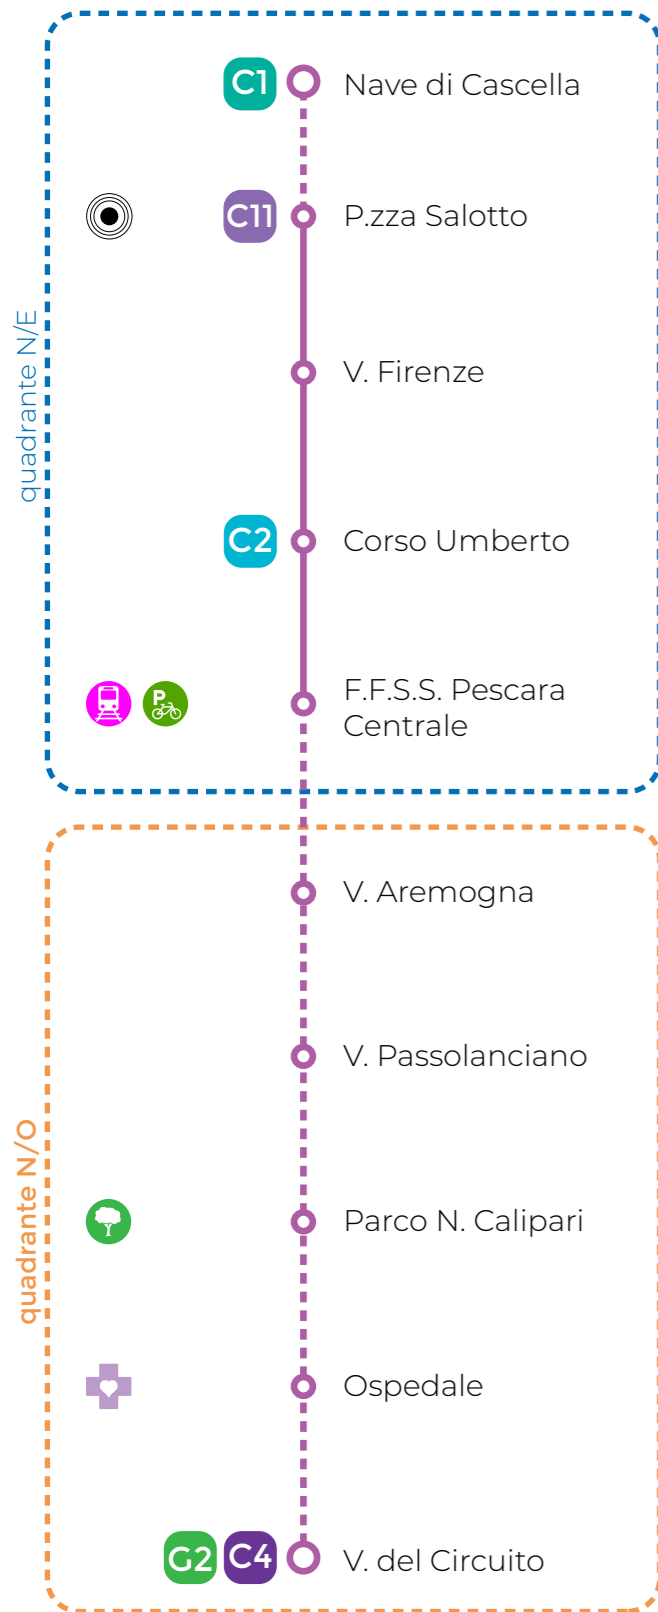 quadrante N/E
C1 Nave di Cascella
C11 P.zza Salotto
V. Firenze
C2 Corso Umberto
P
F.F.S.S. Pescara
Centrale
quadrante N/O
V. Aremogna
V. Passolanciano
Parco N. Calipari
Ospedale
G2 C4 V. del Circuito